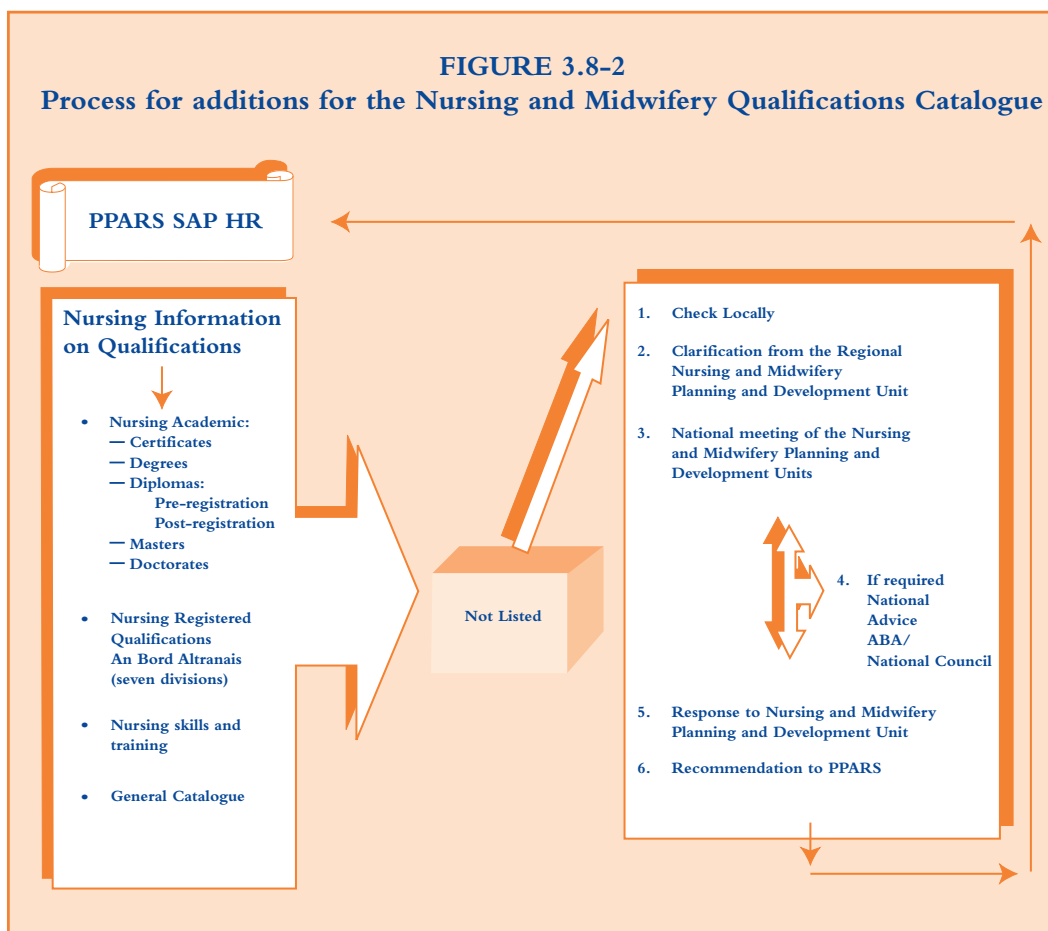 FIGURE 3.8-2
Process for additions for the Nursing and Midwifery Qualifications Catalogue
PPARS SAP HR
Nursing Information
on Qualifications
• Nursing Academic:
— Certificates
— Degrees
— Diplomas:
Pre-registration
Post-registration
— Masters
— Doctorates
• Nursing Registered
Qualifications
An Bord Altranais
(seven divisions)
• Nursing skills and
training
• General Catalogue
Not Listed
1. Check Locally
2. Clarification from the Regional
Nursing and Midwifery
Planning and Development Unit
3. National meeting of the Nursing
and Midwifery Planning and
Development Units
4. If required
National
Advice
ABA/
National Council
5. Response to Nursing and Midwifery
Planning and Development Unit
6. Recommendation to PPARS